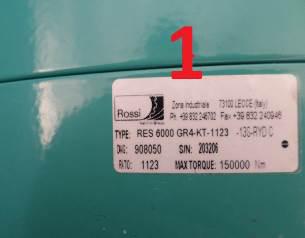 1
Rossi
Zona Industriale 73100 LECCE (Italy)
Ph. +39 832 246702 Fax +39 832 240946
TYPE: RES 6000 GR4-KT-1123 -13G-RYD C
DWG: 908050 S/N: 203206
RATIO: 1123 MAX TORQUE: 150000 Nm